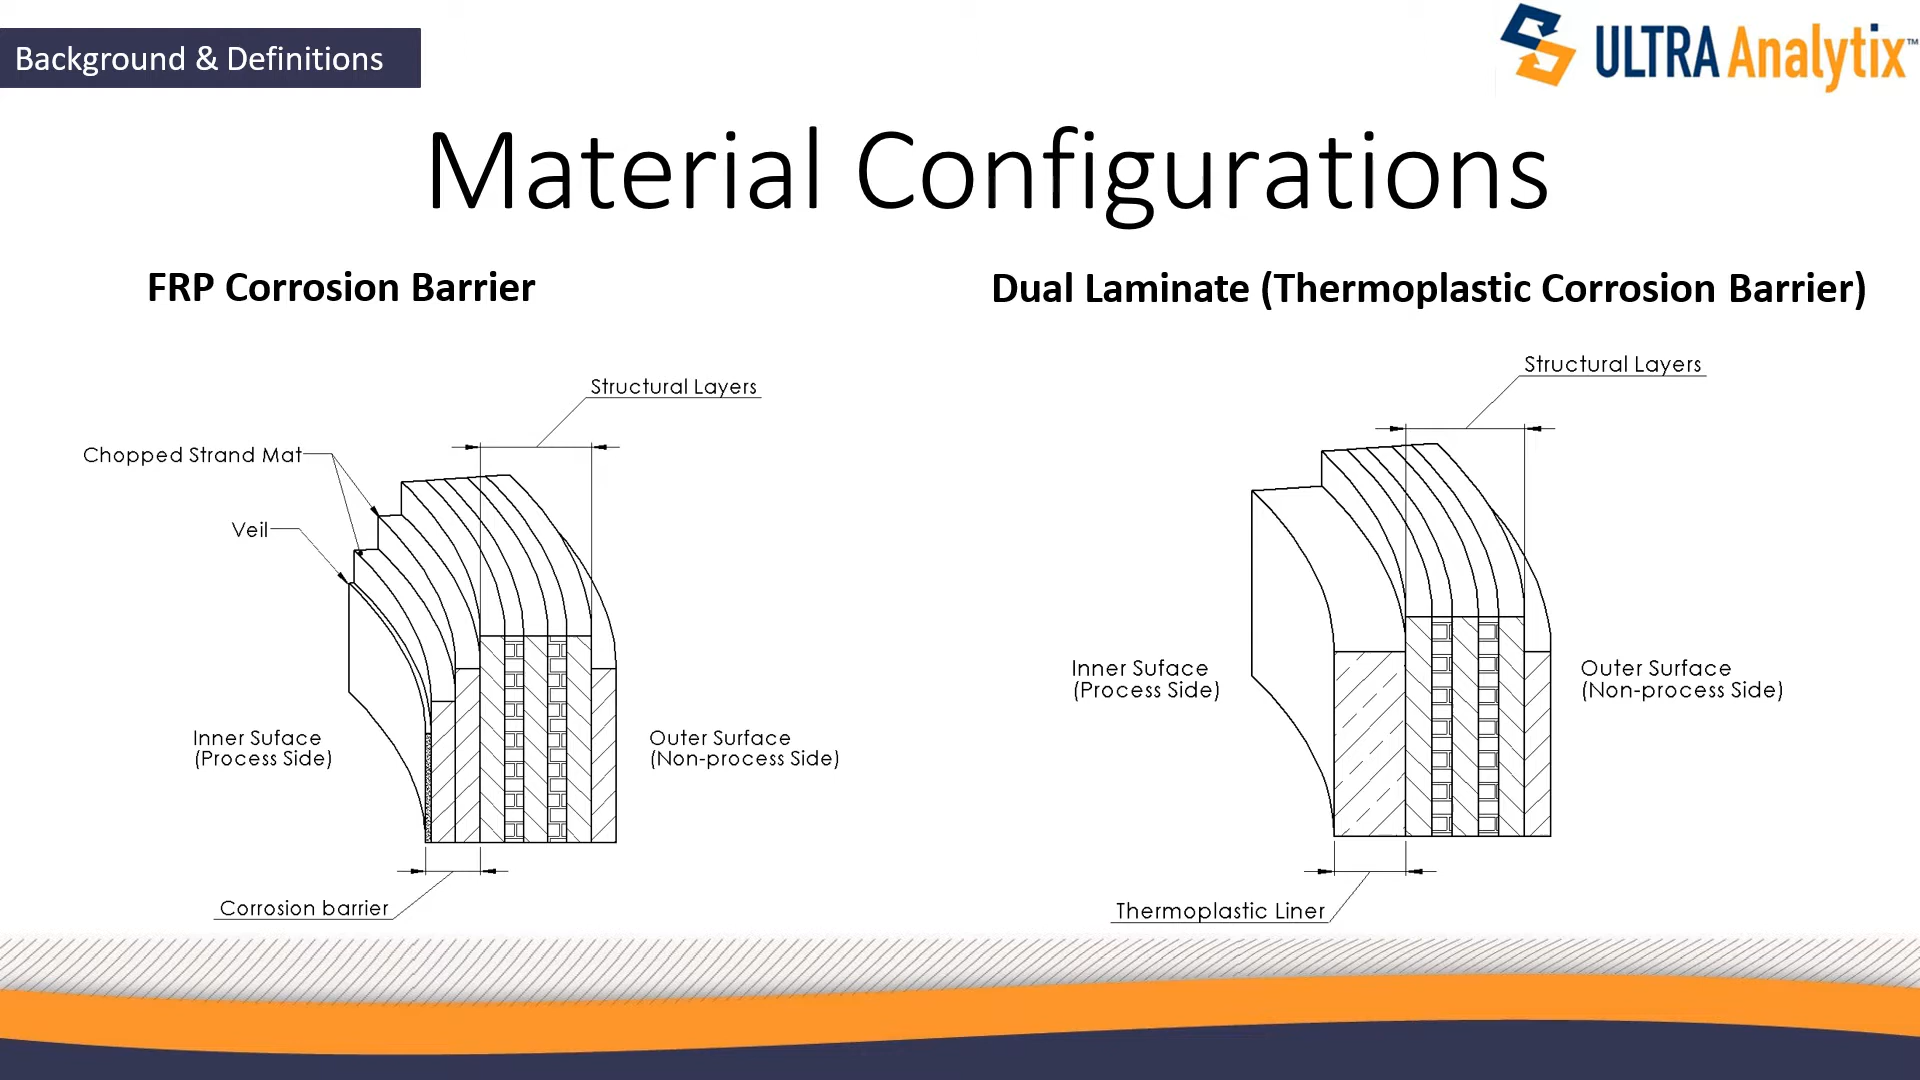 Background & Definitions
ULTRA Analytix™
Material Configurations
FRP Corrosion Barrier
Dual Laminate (Thermoplastic Corrosion Barrier)
Structural Layers
Chopped Strand Mat
Veil
Inner Suface
(Process Side)
Outer Surface
(Non-process Side)
Corrosion barrier
Structural Layers
Inner Suface
(Process Side)
Outer Surface
(Non-process Side)
Thermoplastic Liner